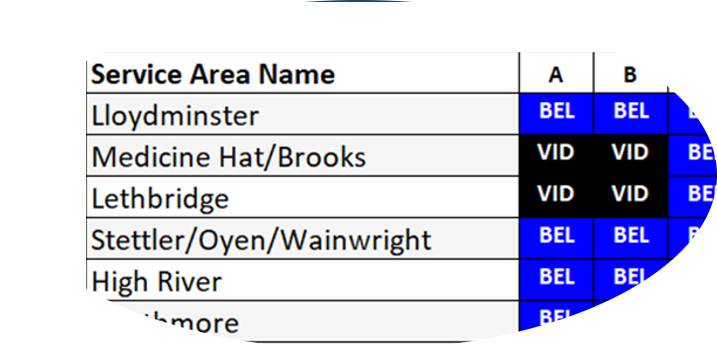 Service Area Name A B
Lloydminster BEL BEL
Medicine Hat/Brooks VID VID
Lethbridge VID VID
Stettler/Oyen/Wainwright BEL BEL
High River BEL BEL
BEL